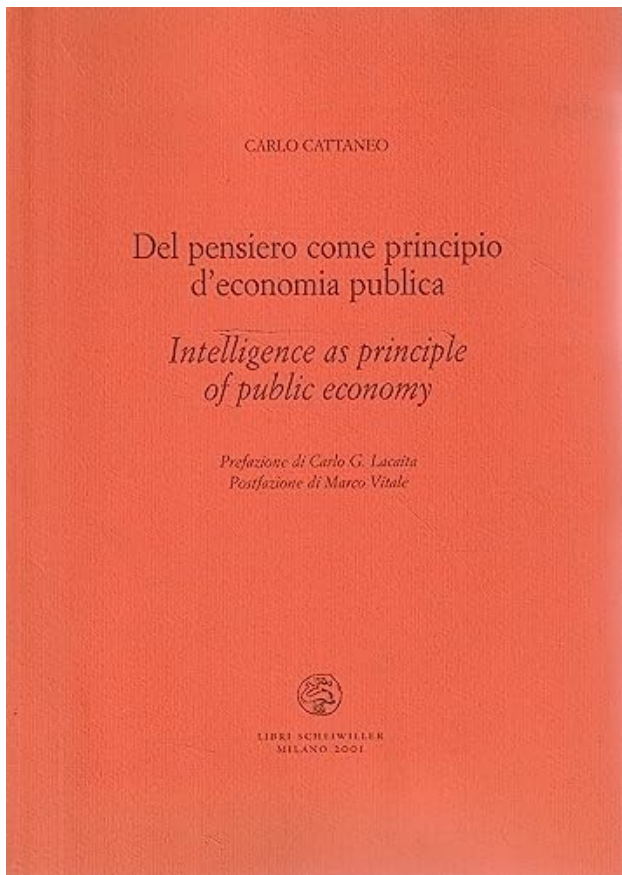 CARLO CATTANEO
Del pensiero come principio
d'economia publica
Intelligence as principle
of public economy
Prefazione di Carlo G. Lacaita
Postfazione di Marco Vitale
LIBRI SCHEIWILLER
MILANO 2001